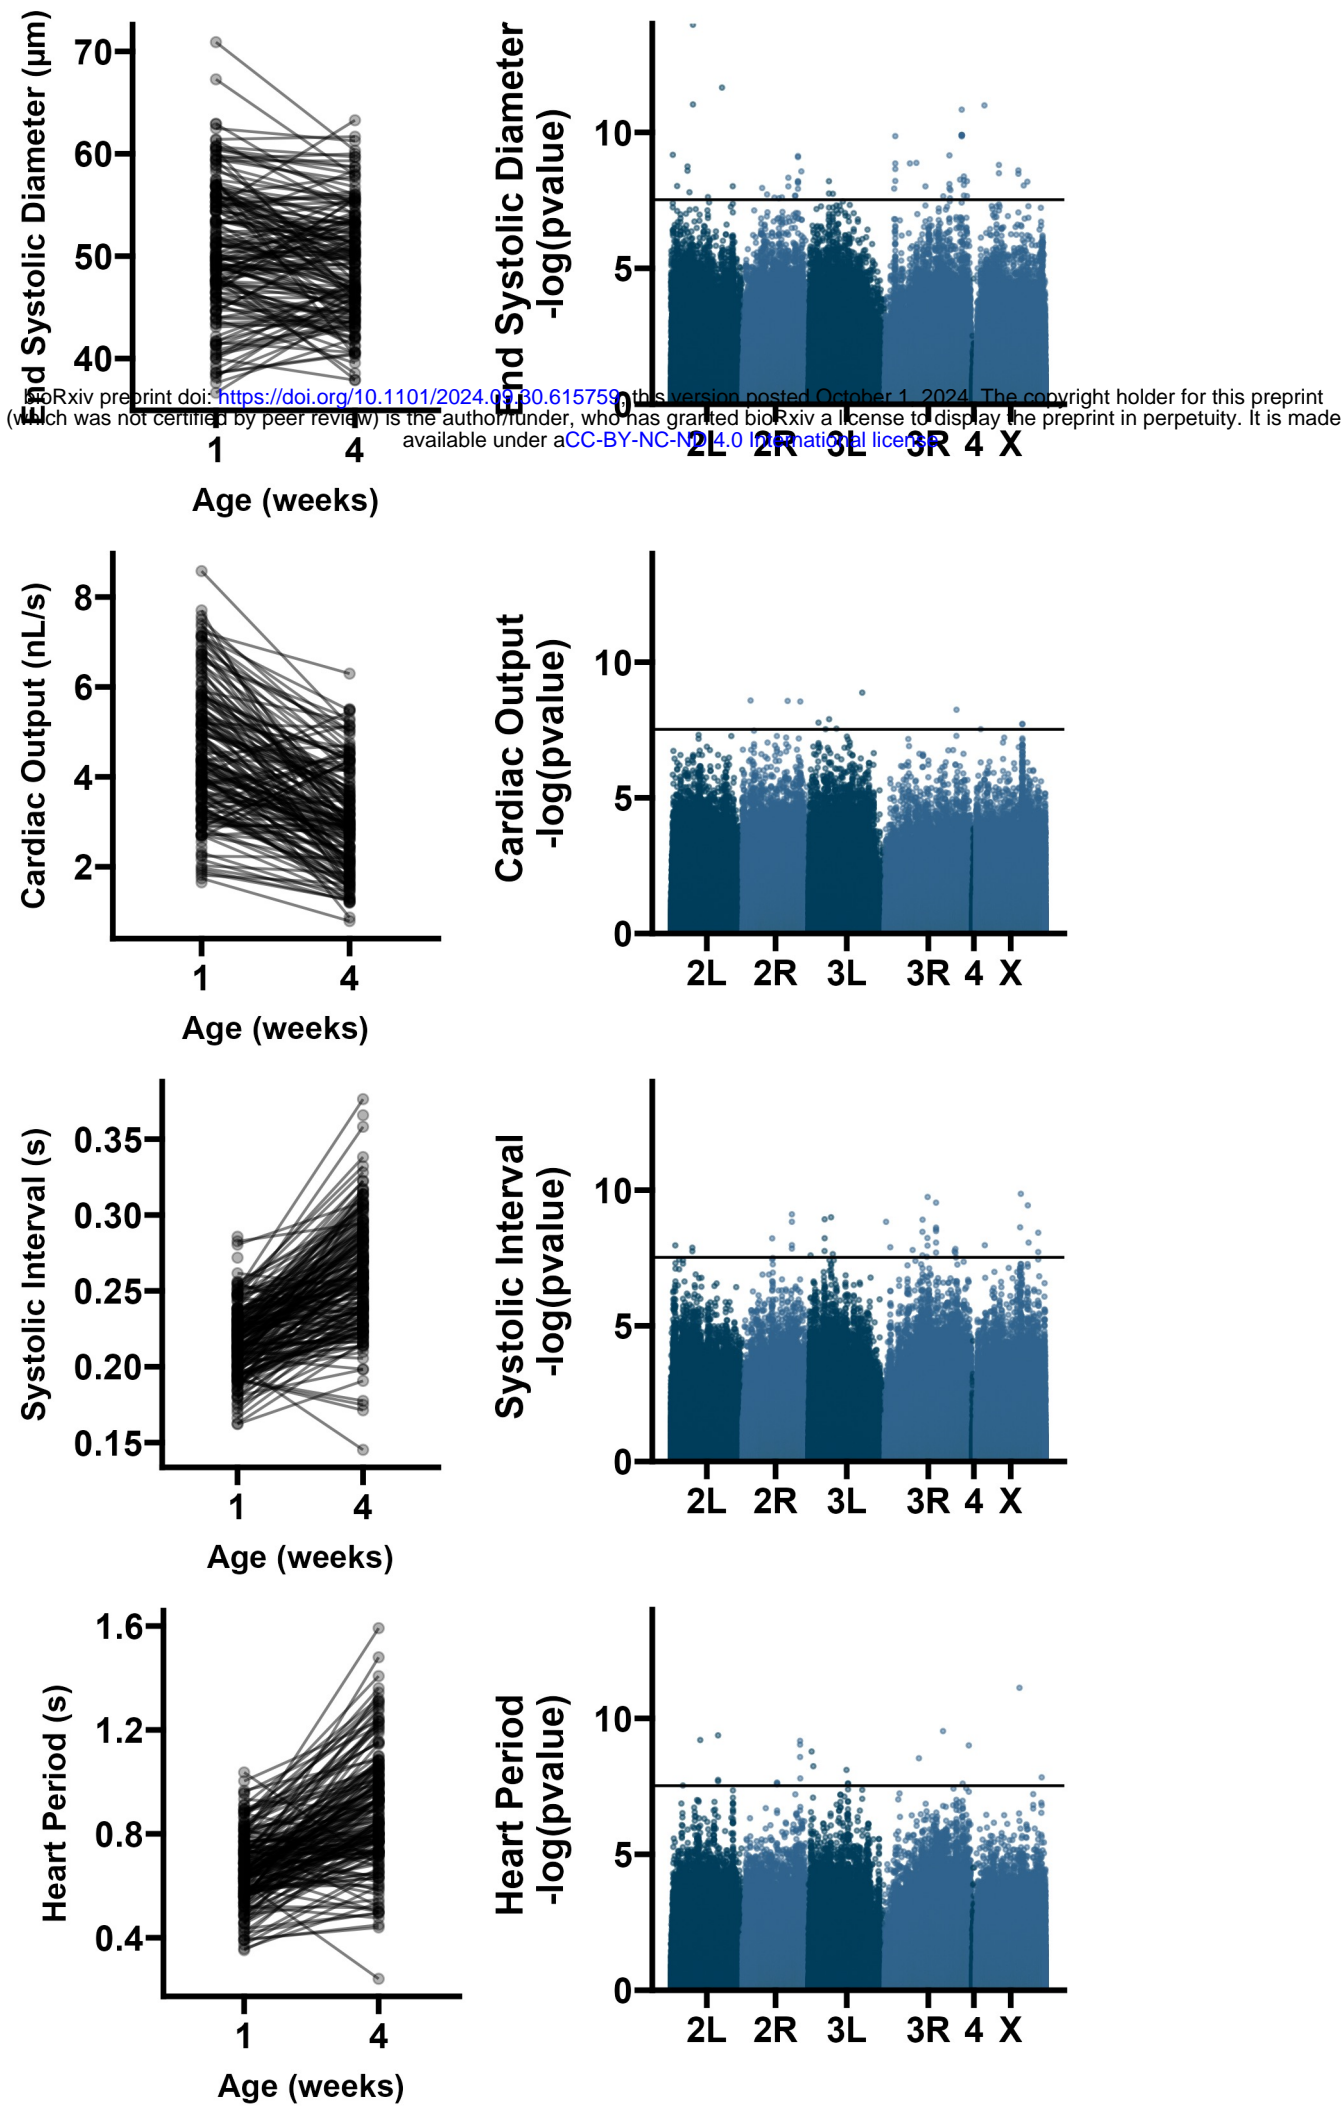 End Systolic Diameter (µm)
70
60
50
40
1
4
Age (weeks)
End Systolic Diameter
-log(pvalue)
10
5
0
2L 2R 3L 3R 4 X
bioRxiv preprint doi: https://doi.org/10.1101/2024.09.30.615759; this version posted October 1, 2024. The copyright holder for this preprint
(which was not certified by peer review) is the author/funder, who has granted bioRxiv a license to display the preprint in perpetuity. It is made
available under aCC-BY-NC-ND 4.0 International license.
Cardiac Output (nL/s)
8
6
4
2
1
4
Age (weeks)
Cardiac Output
-log(pvalue)
10
5
0
2L 2R 3L 3R 4 X
Systolic Interval (s)
0.35
0.30
0.25
0.20
0.15
1
4
Age (weeks)
Systolic Interval
-log(pvalue)
10
5
0
2L 2R 3L 3R 4 X
Heart Period (s)
1.6
1.2
0.8
0.4
1
4
Age (weeks)
Heart Period
-log(pvalue)
10
5
0
2L 2R 3L 3R 4 X